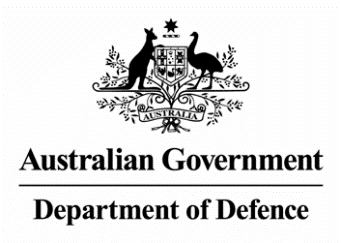 AUSTRALIA
Australian Government
Department of Defence